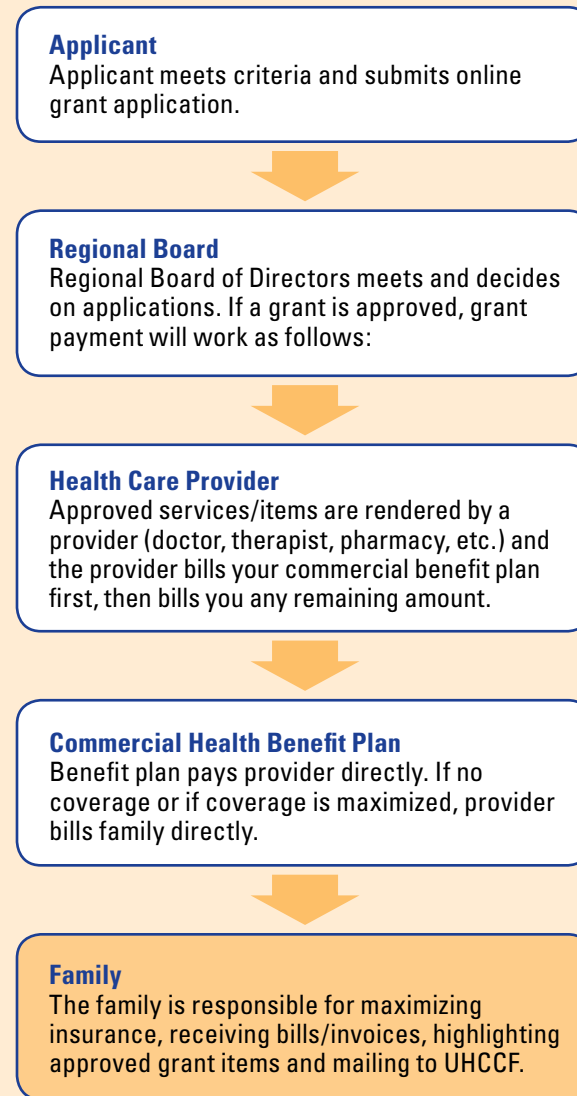 Applicant
Applicant meets criteria and submits online
grant application.
Regional Board
Regional Board of Directors meets and decides
on applications. If a grant is approved, grant
payment will work as follows:
Health Care Provider
Approved services/items are rendered by a
provider (doctor, therapist, pharmacy, etc.) and
the provider bills your commercial benefit plan
first, then bills you any remaining amount.
Commercial Health Benefit Plan
Benefit plan pays provider directly. If no
coverage or if coverage is maximized, provider
bills family directly.
Family
The family is responsible for maximizing
insurance, receiving bills/invoices, highlighting
approved grant items and mailing to UHCCF.